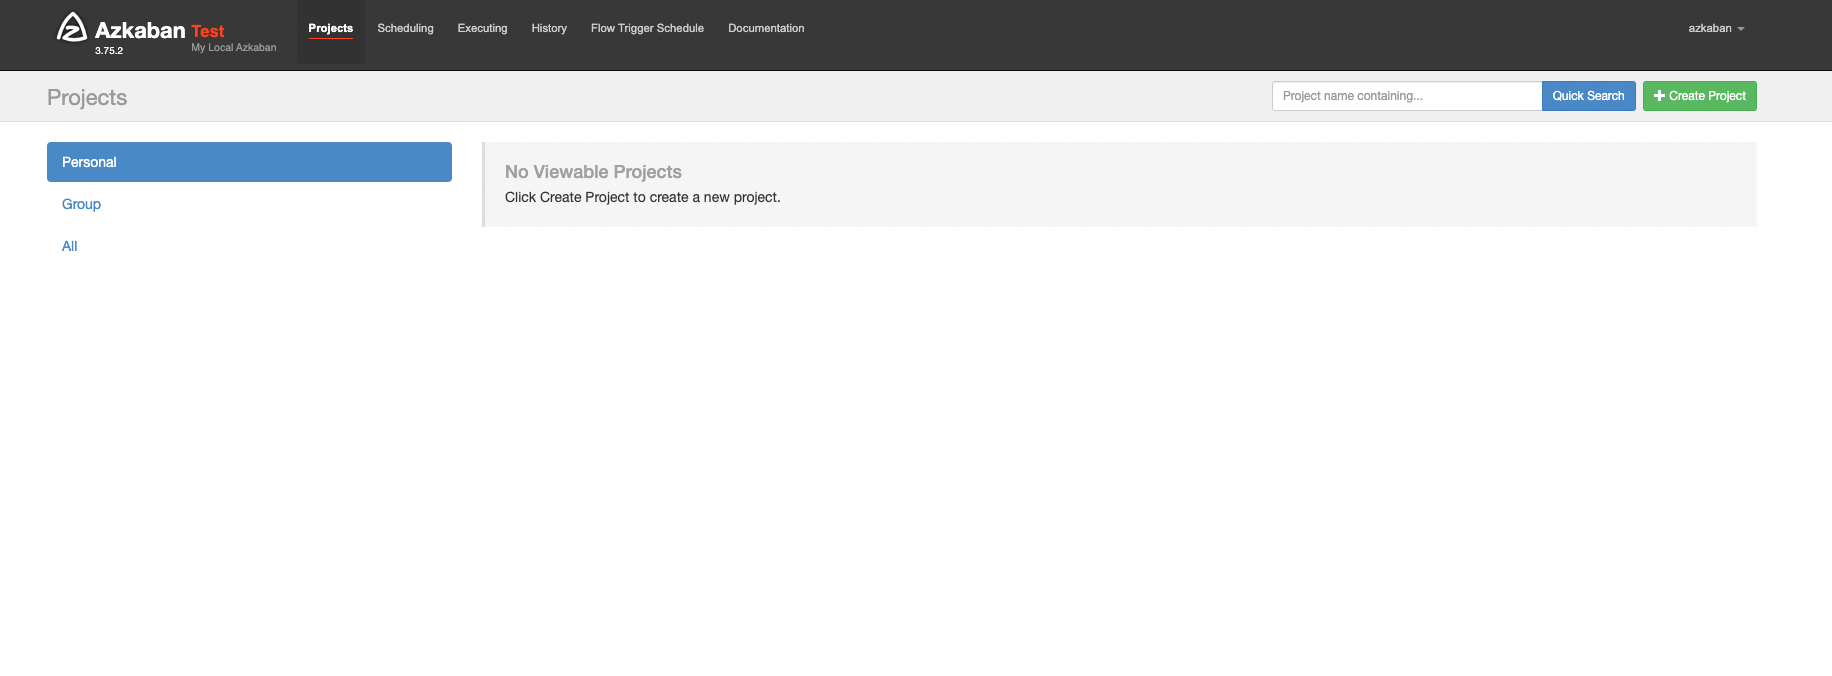 Azkaban Test
3.75.2
My Local Azkaban
Projects
Scheduling
Executing
History
Flow Trigger Schedule
Documentation
azkaban
Projects
Project name containing...
Quick Search
Create Project
Personal
Group
All
No Viewable Projects
Click Create Project to create a new project.